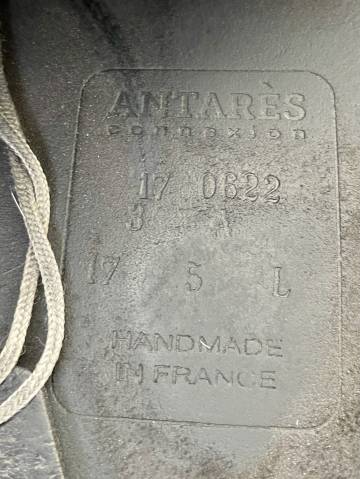 ANTARÈS
connexion
17 0622
3 A
17 5 L
HANDMADE
IN FRANCE